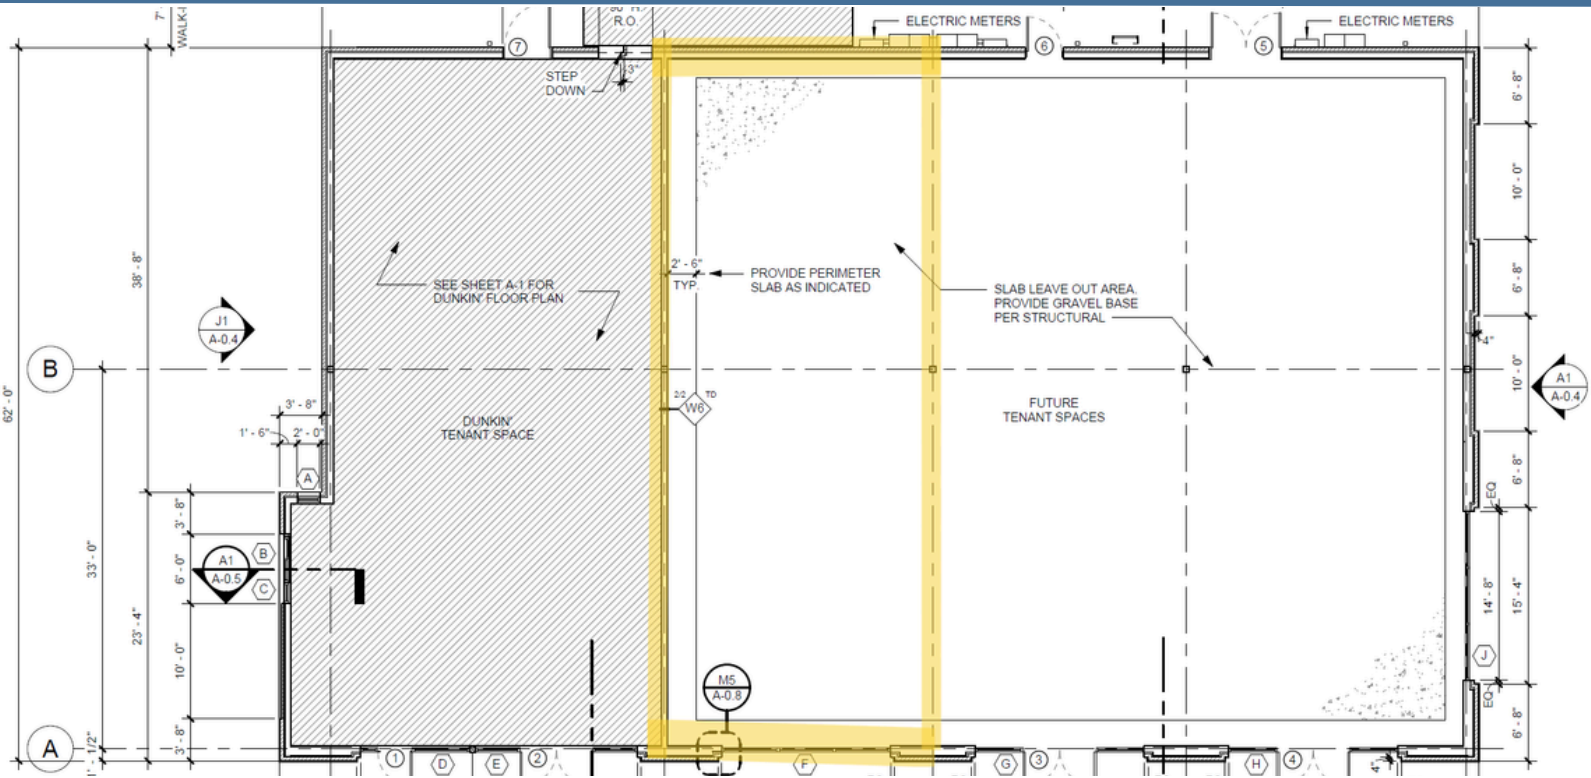 7'
WALK-I
R.O.
ELECTRIC METERS
ELECTRIC METERS
7
6
5
STEP
DOWN
3"
6' - 8"
10' - 0"
6' - 8"
10' - 0"
6' - 8"
EQ
14' - 8"
15' - 4"
EQ
6' - 8"
4"
4"
38' - 8"
62' - 0"
33' - 0"
23' - 4"
1' - 1/2"
3' - 8"
6' - 0"
10' - 0"
3' - 8"
3' - 8"
1' - 6"
2' - 0"
2' - 6"
TYP.
PROVIDE PERIMETER
SLAB AS INDICATED
SEE SHEET A-1 FOR
DUNKIN' FLOOR PLAN
SLAB LEAVE OUT AREA.
PROVIDE GRAVEL BASE
PER STRUCTURAL
J1
A-0.4
B
A1
A-0.4
2/2
TD
W6
DUNKIN'
TENANT SPACE
FUTURE
TENANT SPACES
A
B
C
A1
A-0.5
J
M5
A-0.8
A
1
D
E
2
F
G
3
H
4